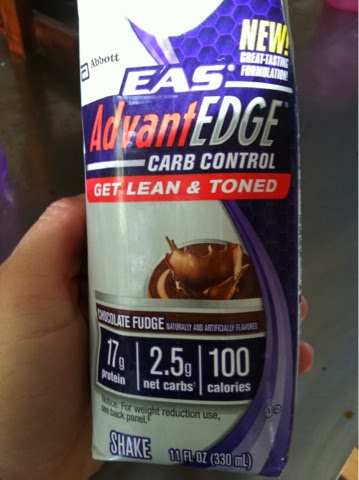 Abbott
NEW!
GREAT-TASTING
FORMULATION!
EAS®
AdvantEDGE®
CARB CONTROL
GET LEAN & TONED
CHOCOLATE FUDGE NATURALLY AND ARTIFICIALLY FLAVORED
17g protein
2.5g net carbs†
100 calories
Notice: For weight reduction use,
see back panel.
SHAKE 11 FL OZ (330 mL)